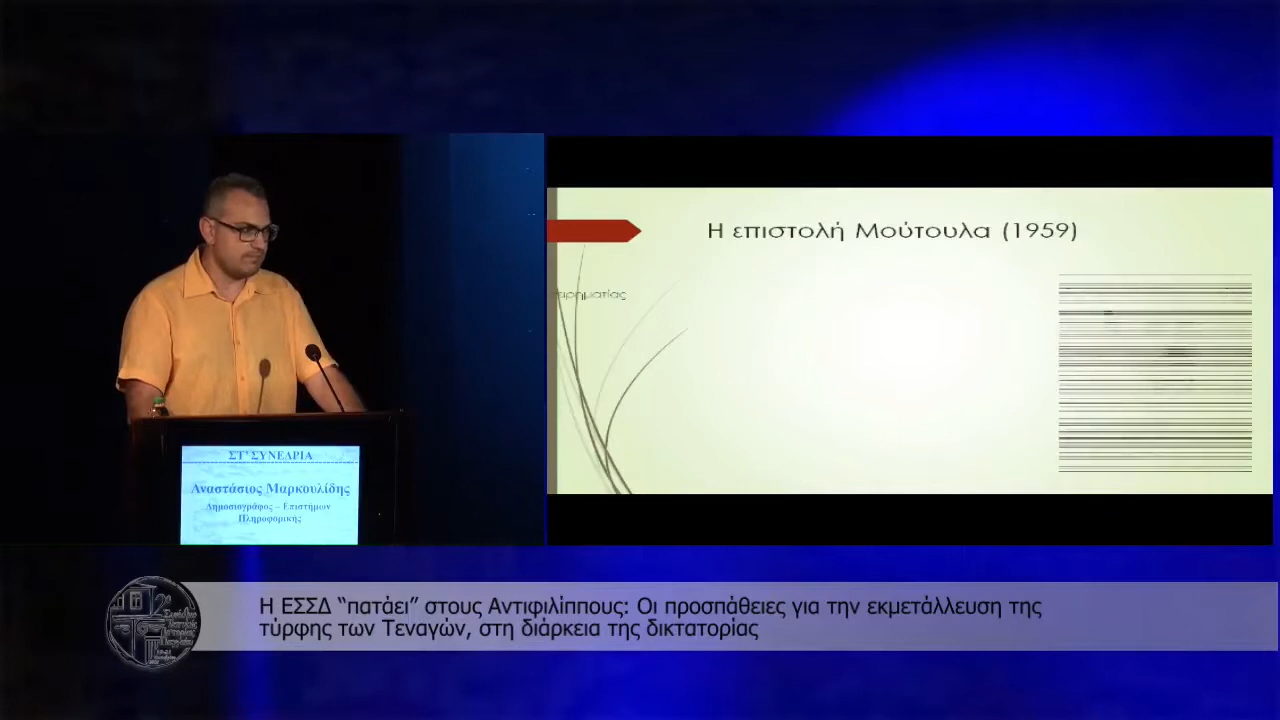 Η επιστολή Μούτουλα (1959)
ΣΤ' ΣΥΝΕΔΡΙΑ
Αναστάσιος Μαρκουλίδης
Δημοσιογράφος – Επιστήμων
Πληροφορικής
Η ΕΣΣΔ “πατάει” στους Αντιφιλίππους: Οι προσπάθειες για την εκμετάλλευση της
τύρφης των Τεναγών, στη διάρκεια της δικτατορίας